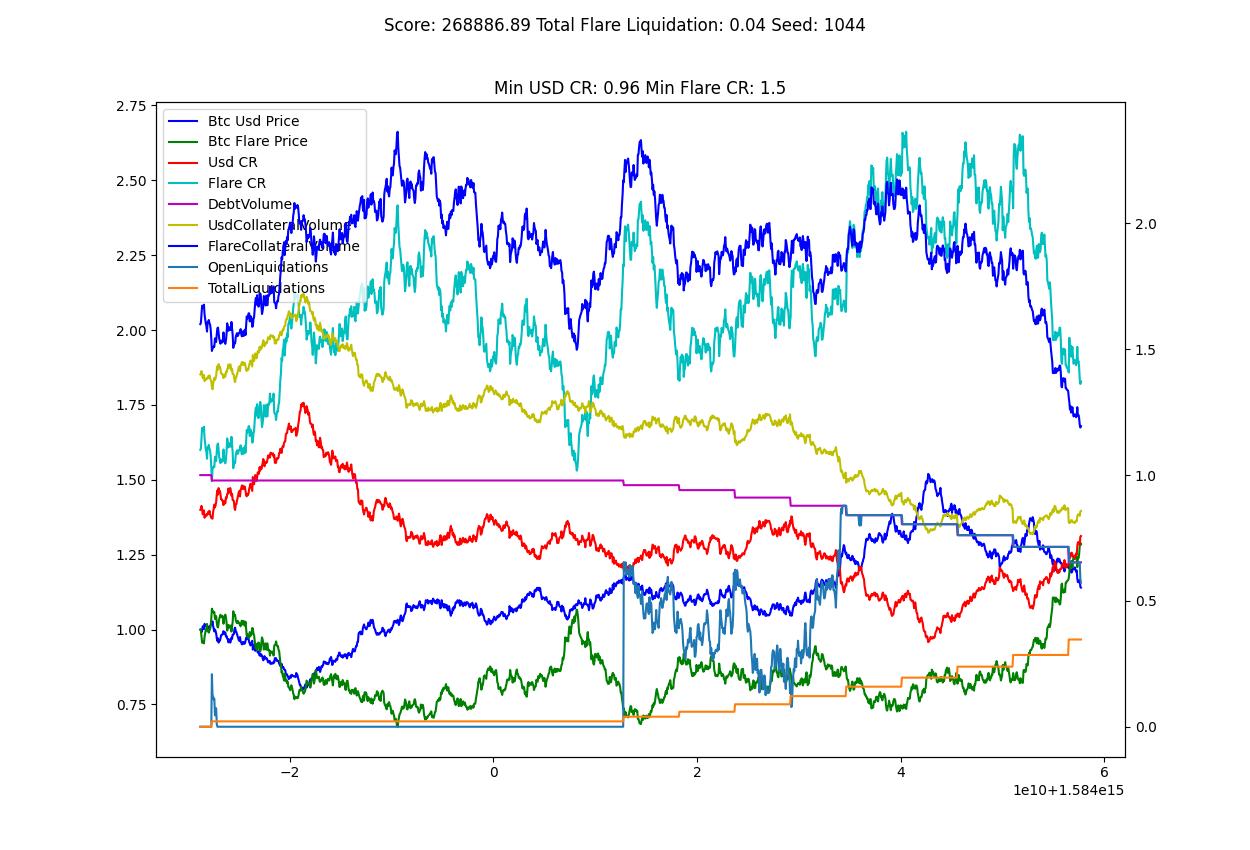 Score: 268886.89 Total Flare Liquidation: 0.04 Seed: 1044
Min USD CR: 0.96 Min Flare CR: 1.5
Btc Usd Price
Btc Flare Price
Usd CR
Flare CR
DebtVolume
UsdCollateralVolume
FlareCollateralVolume
OpenLiquidations
TotalLiquidations
2.75
2.50
2.25
2.00
1.75
1.50
1.25
1.00
0.75
2.0
1.5
1.0
0.5
0.0
−2
0
2
4
6
1e10+1.584e15